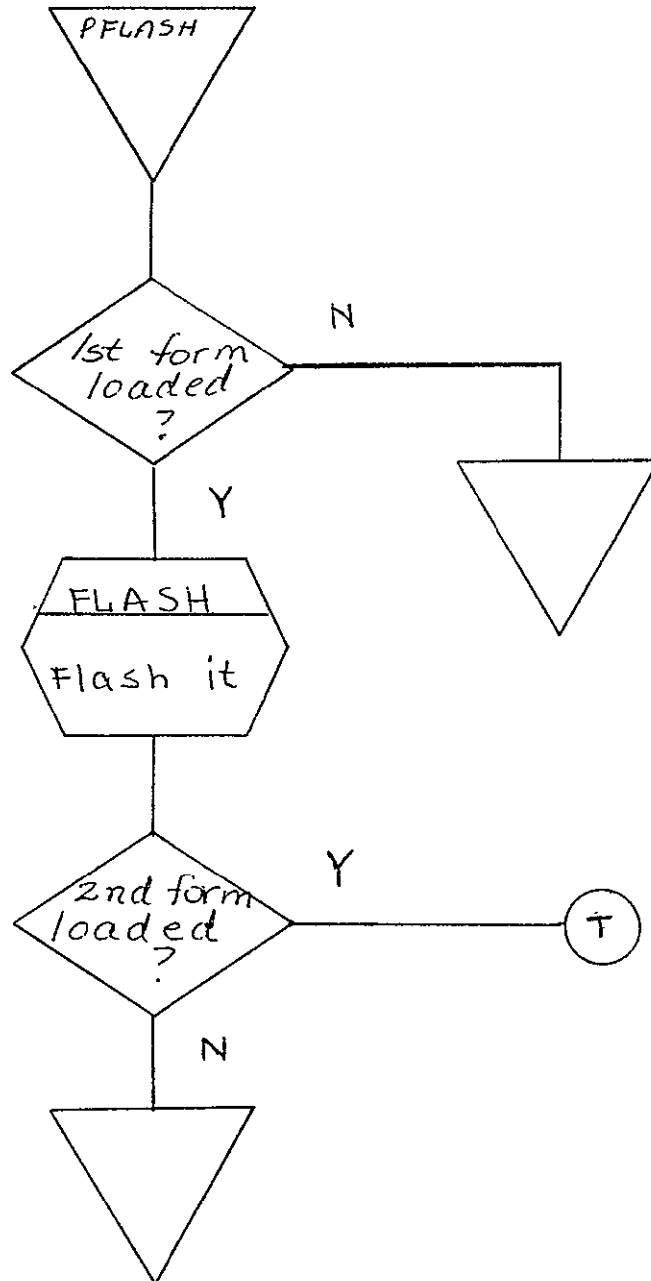 PFLASH
1st form
loaded
?
N
Y
FLASH
Flash it
2nd form
loaded
?
Y
T
N